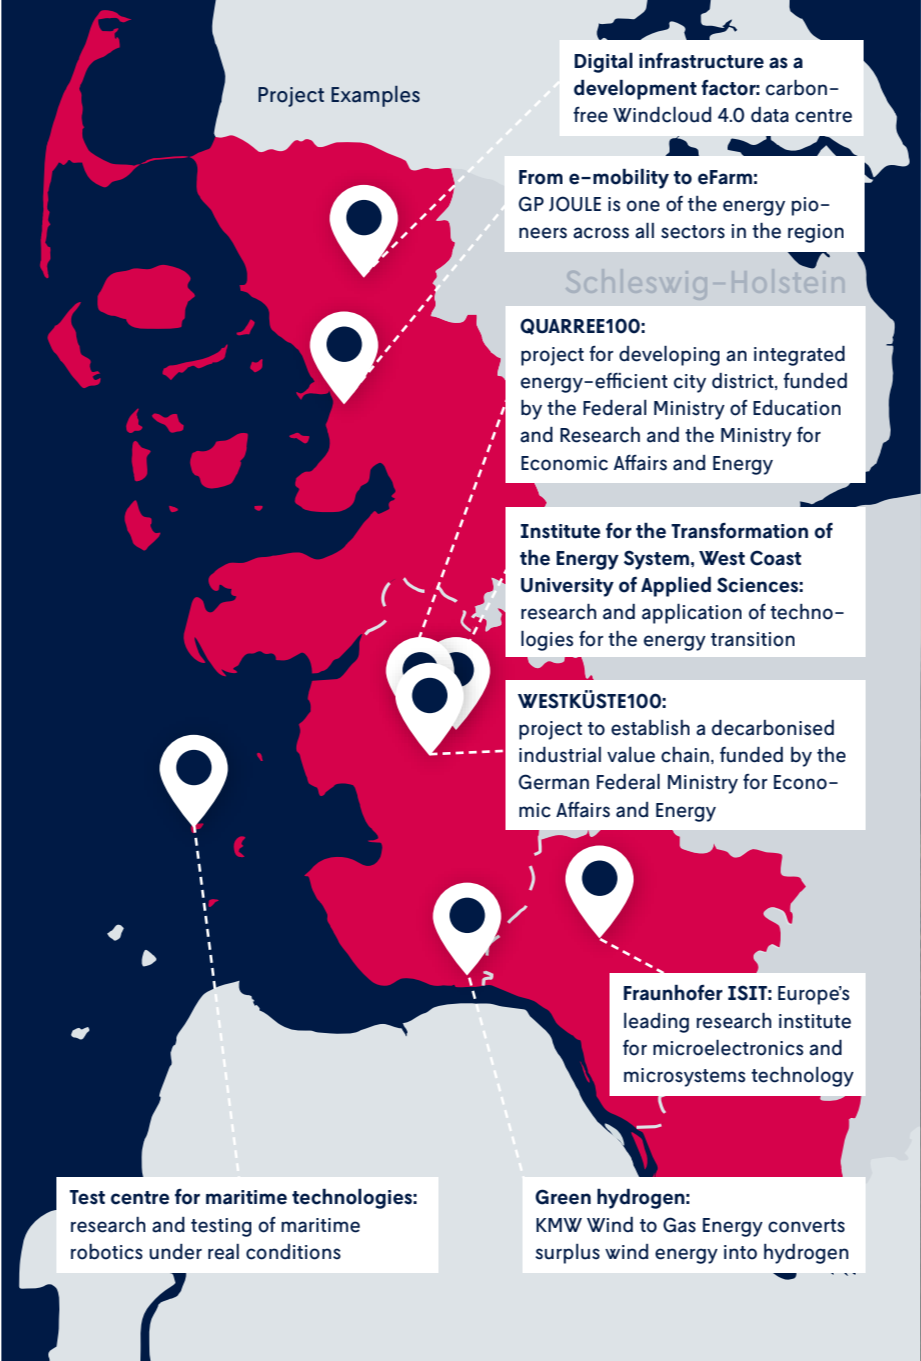 Project Examples
Digital infrastructure as a
development factor: carbon-
free Windcloud 4.0 data centre
From e-mobility to eFarm:
GP JOULE is one of the energy pio-
neers across all sectors in the region
Schleswig-Holstein
QUARREE100:
project for developing an integrated
energy-efficient city district, funded
by the Federal Ministry of Education
and Research and the Ministry for
Economic Affairs and Energy
Institute for the Transformation of
the Energy System, West Coast
University of Applied Sciences:
research and application of techno-
logies for the energy transition
WESTKÜSTE100:
project to establish a decarbonised
industrial value chain, funded by the
German Federal Ministry for Econo-
mic Affairs and Energy
Fraunhofer ISIT: Europe's
leading research institute
for microelectronics and
microsystems technology
Test centre for maritime technologies:
research and testing of maritime
robotics under real conditions
Green hydrogen:
KMW Wind to Gas Energy converts
surplus wind energy into hydrogen